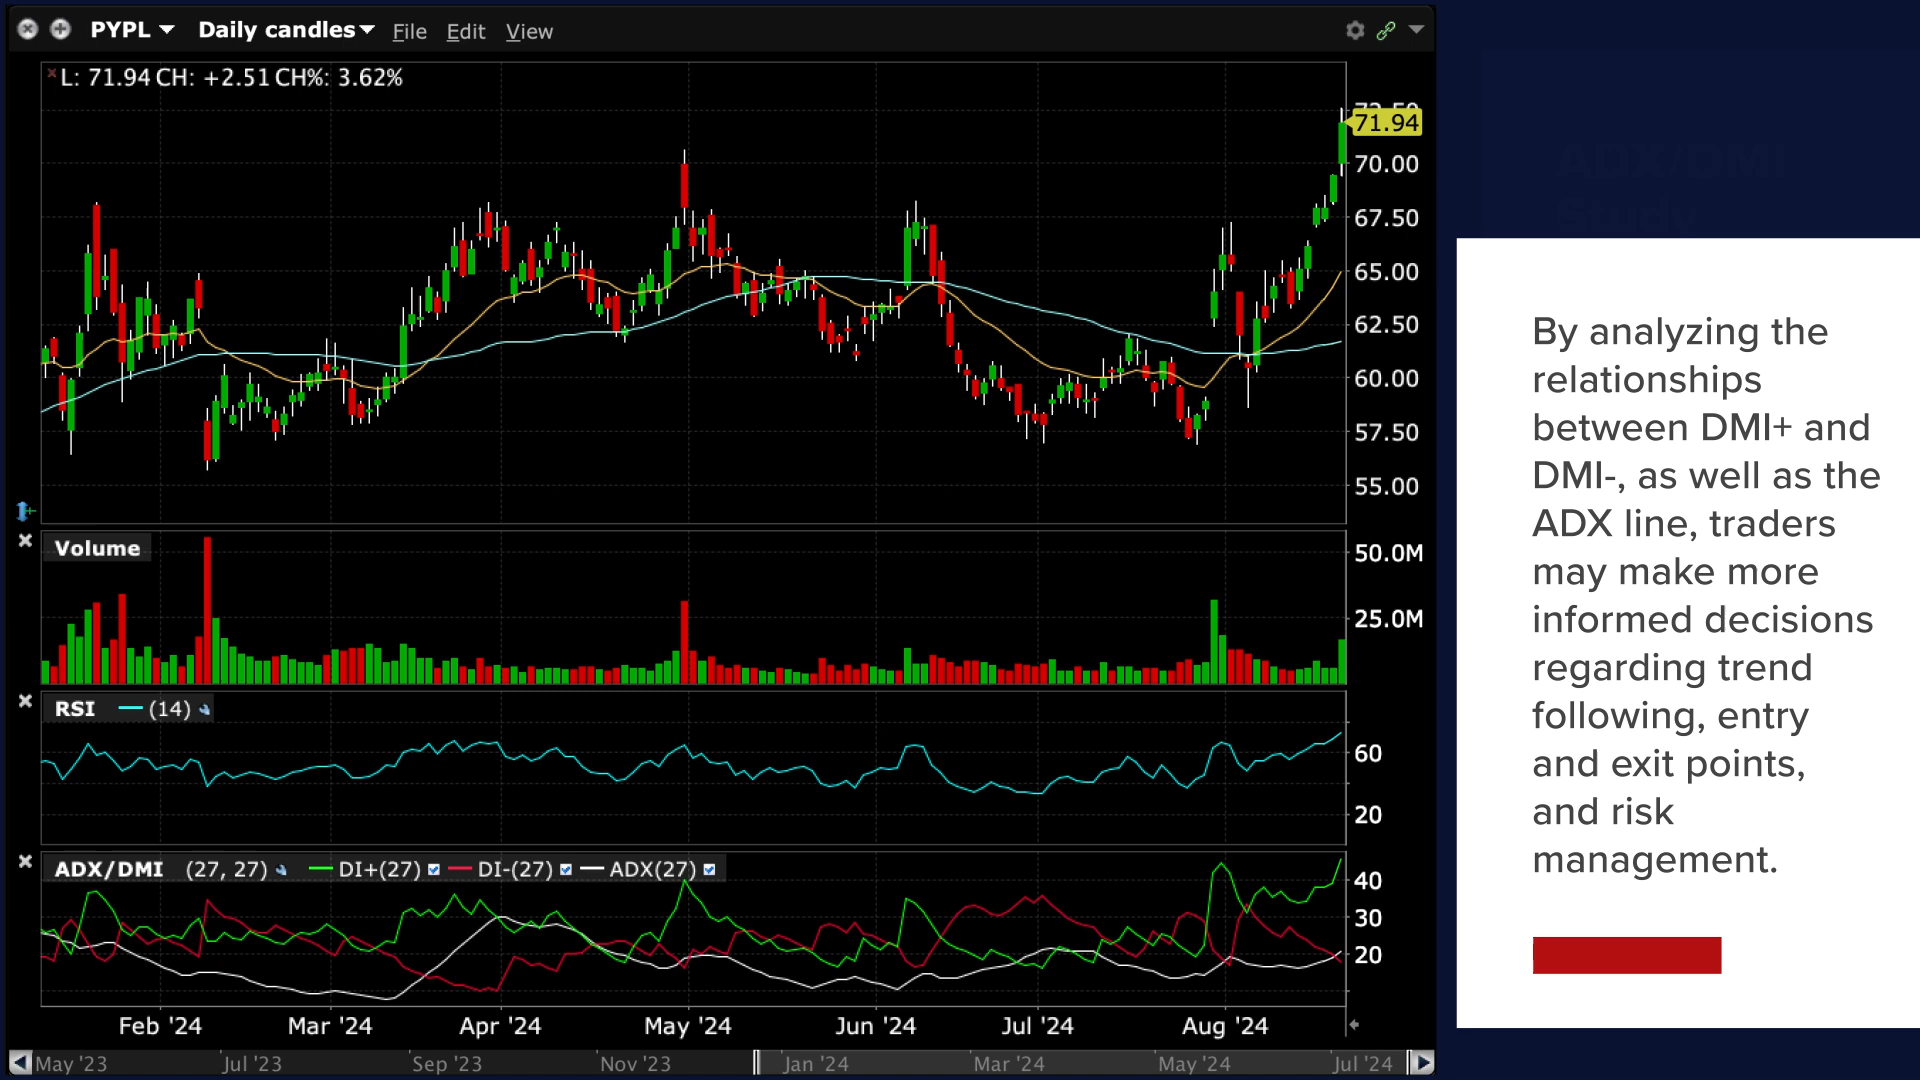 PYPL Daily candles File Edit View
L: 71.94 CH: +2.51 CH%: 3.62%
72.50
71.94
70.00
67.50
65.00
62.50
60.00
57.50
55.00
Volume
50.0M
25.0M
RSI (14)
60
20
ADX/DMI (27, 27) DI+(27) DI-(27) ADX(27)
40
30
20
Feb '24 Mar '24 Apr '24 May '24 Jun '24 Jul '24 Aug '24
May '23 Jul '23 Sep '23 Nov '23 Jan '24 Mar '24 May '24 Jul '24
ADX/DMI
Study
By analyzing the
relationships
between DMI+ and
DMI-, as well as the
ADX line, traders
may make more
informed decisions
regarding trend
following, entry
and exit points,
and risk
management.